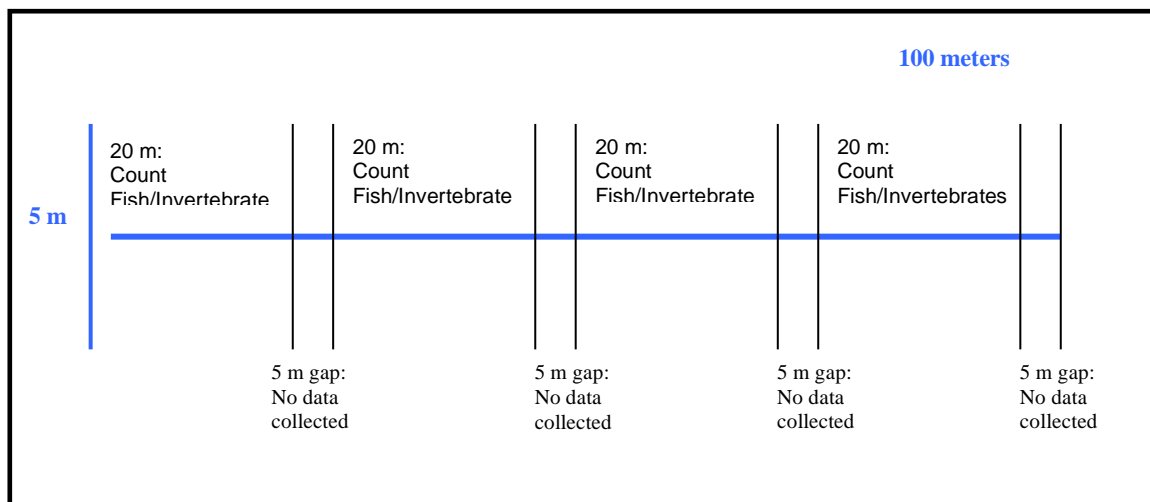 100 meters
20 m:
Count
Fish/Invertebrate
20 m:
Count
Fish/Invertebrate
20 m:
Count
Fish/Invertebrate
20 m:
Count
Fish/Invertebrates
5 m
5 m gap:
No data
collected
5 m gap:
No data
collected
5 m gap:
No data
collected
5 m gap:
No data
collected